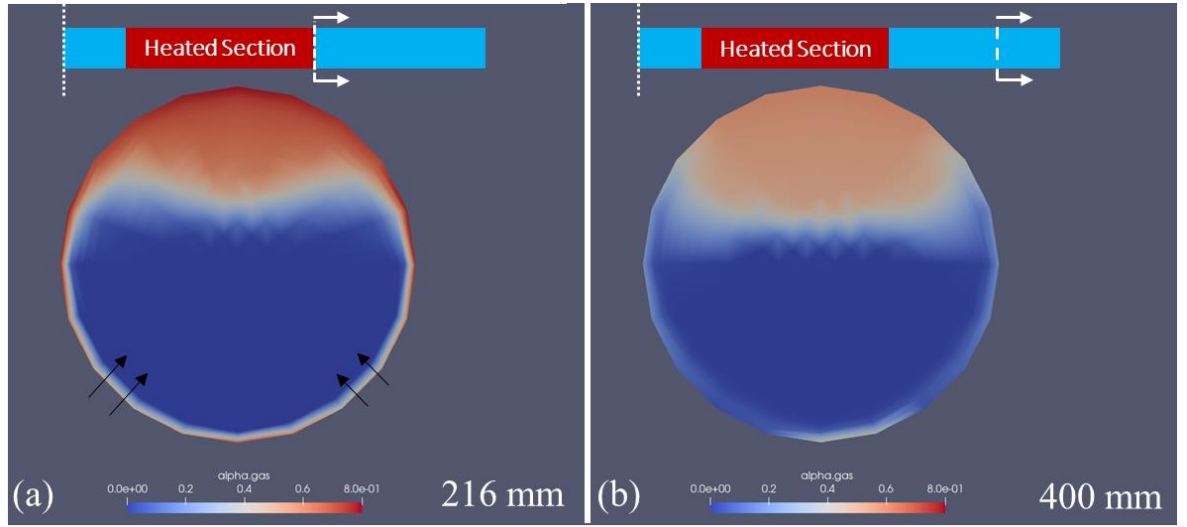 Heated Section
alpha.gas
0.0e+00 0.2 0.4 0.6 8.0e-01
(a)
216 mm
Heated Section
alpha.gas
0.0e+00 0.2 0.4 0.6 8.0e-01
(b)
400 mm